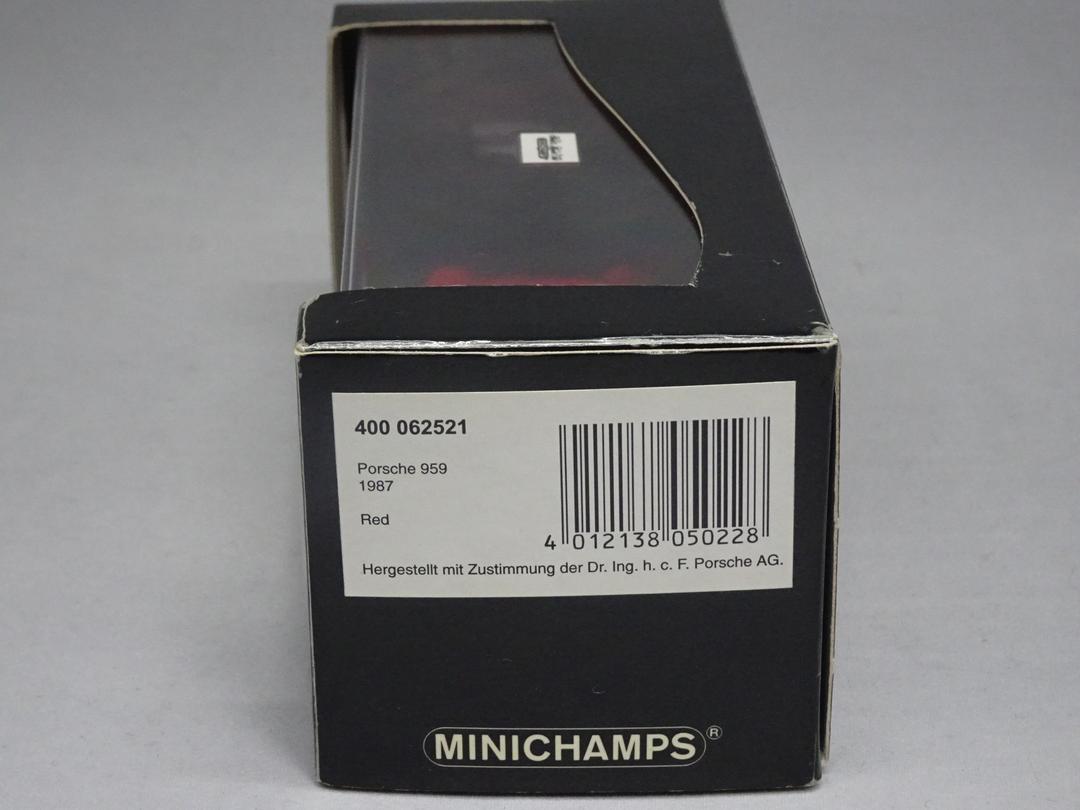 400 062521
Porsche 959
1987
Red
4 012138 050228
Hergestellt mit Zustimmung der Dr. Ing. h. c. F. Porsche AG.
MINICHAMPS®